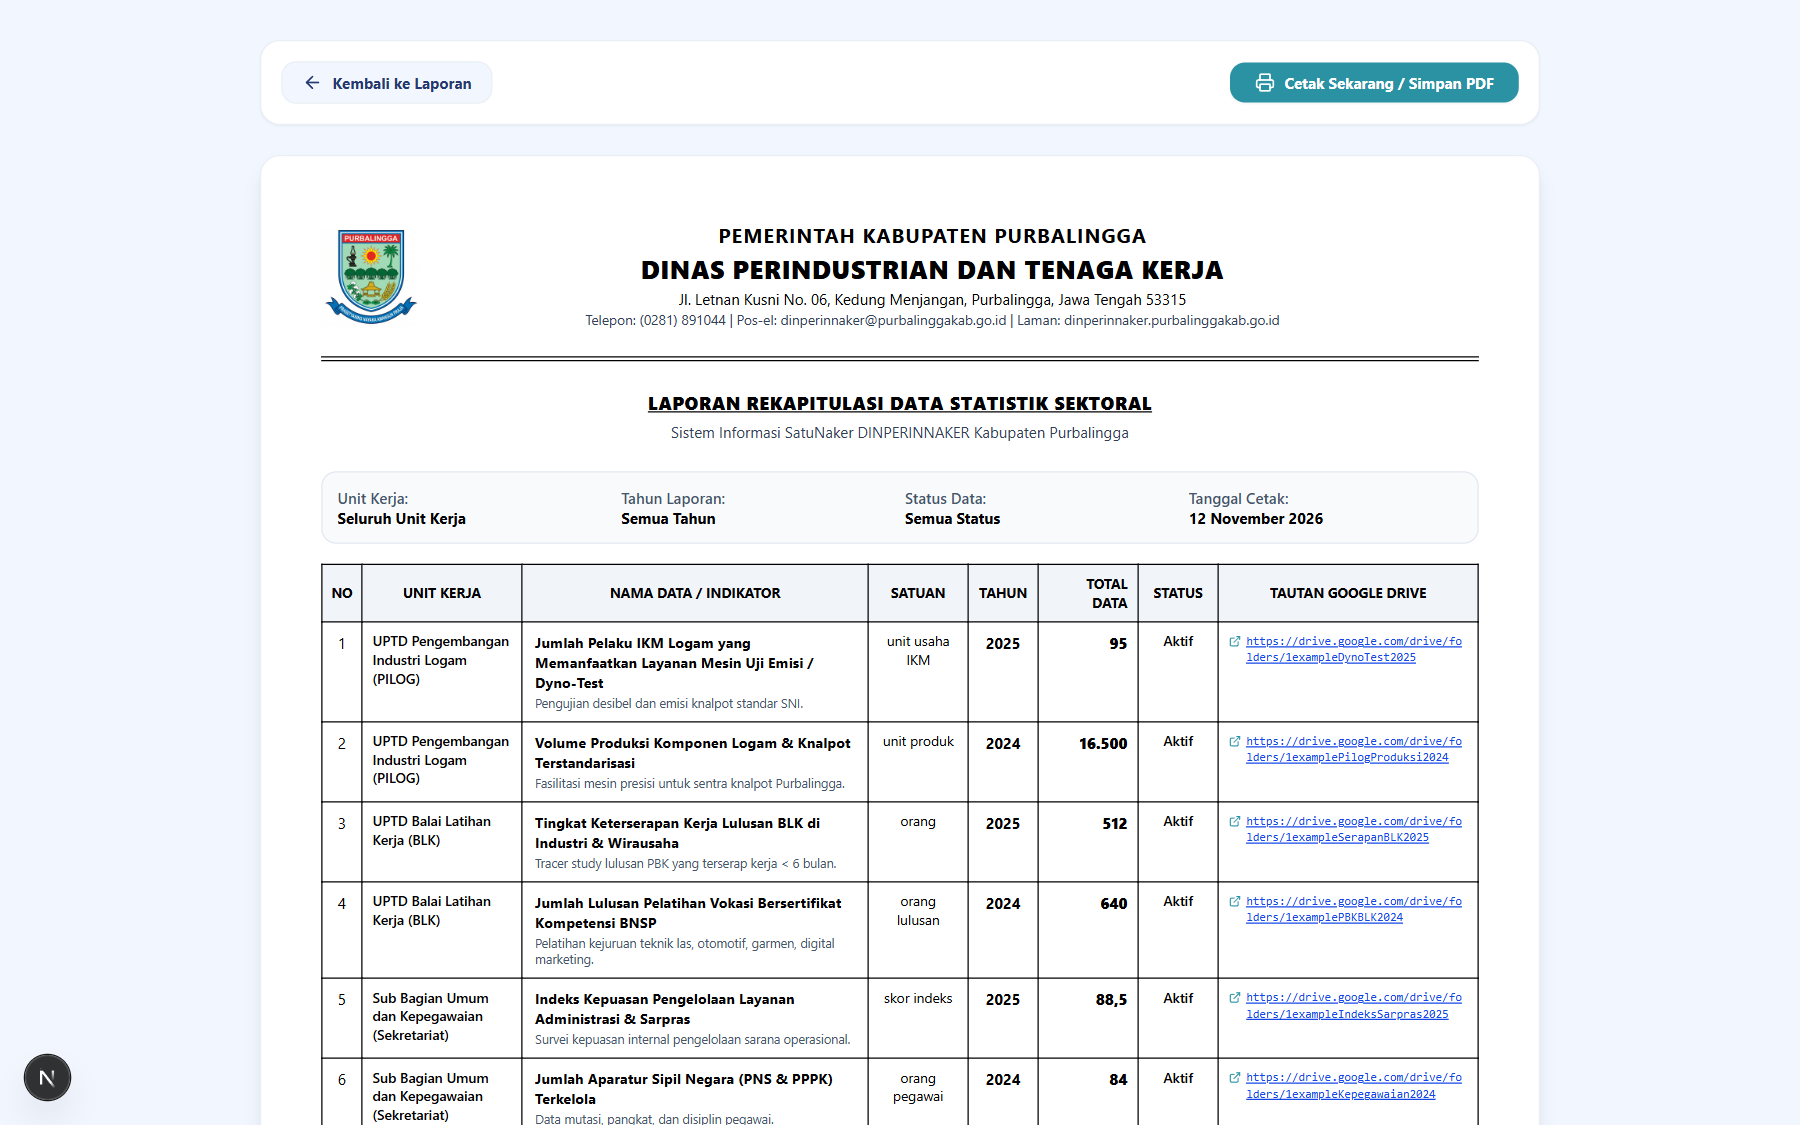 Kembali ke Laporan
Cetak Sekarang / Simpan PDF
PURBALINGGA
PEMERINTAH KABUPATEN PURBALINGGA
DINAS PERINDUSTRIAN DAN TENAGA KERJA
Jl. Letnan Kusni No. 06, Kedung Menjangan, Purbalingga, Jawa Tengah 53315
Telepon: (0281) 891044 | Pos-el: dinperinnaker@purbalinggakab.go.id | Laman: dinperinnaker.purbalinggakab.go.id
LAPORAN REKAPITULASI DATA STATISTIK SEKTORAL
Sistem Informasi SatuNaker DINPERINNAKER Kabupaten Purbalingga
Unit Kerja:
Seluruh Unit Kerja
Tahun Laporan:
Semua Tahun
Status Data:
Semua Status
Tanggal Cetak:
12 November 2026
NO
UNIT KERJA
NAMA DATA / INDIKATOR
SATUAN
TAHUN
TOTAL
DATA
STATUS
TAUTAN GOOGLE DRIVE
1
UPTD Pengembangan
Industri Logam
(PILOG)
Jumlah Pelaku IKM Logam yang
Memanfaatkan Layanan Mesin Uji Emisi /
Dyno-Test
Pengujian desibel dan emisi knalpot standar SNI.
unit usaha
IKM
2025
95
Aktif
https://drive.google.com/drive/fo
lders/1exampleDynoTest2025
2
UPTD Pengembangan
Industri Logam
(PILOG)
Volume Produksi Komponen Logam & Knalpot
Terstandarisasi
Fasilitasi mesin presisi untuk sentra knalpot Purbalingga.
unit produk
2024
16.500
Aktif
https://drive.google.com/drive/fo
lders/1examplePilogProduksi2024
3
UPTD Balai Latihan
Kerja (BLK)
Tingkat Keterserapan Kerja Lulusan BLK di
Industri & Wirausaha
Tracer study lulusan PBK yang terserap kerja < 6 bulan.
orang
2025
512
Aktif
https://drive.google.com/drive/fo
lders/1exampleSerapanBLK2025
4
UPTD Balai Latihan
Kerja (BLK)
Jumlah Lulusan Pelatihan Vokasi Bersertifikat
Kompetensi BNSP
Pelatihan kejuruan teknik las, otomotif, garmen, digital
marketing.
orang
lulusan
2024
640
Aktif
https://drive.google.com/drive/fo
lders/1examplePBKBLK2024
5
Sub Bagian Umum
dan Kepegawaian
(Sekretariat)
Indeks Kepuasan Pengelolaan Layanan
Administrasi & Sarpras
Survei kepuasan internal pengelolaan sarana operasional.
skor indeks
2025
88,5
Aktif
https://drive.google.com/drive/fo
lders/1exampleIndeksSarpras2025
6
Sub Bagian Umum
dan Kepegawaian
(Sekretariat)
Jumlah Aparatur Sipil Negara (PNS & PPPK)
Terkelola
Data mutasi, pangkat, dan disiplin pegawai.
orang
pegawai
2024
84
Aktif
https://drive.google.com/drive/fo
lders/1exampleKepegawaian2024
N